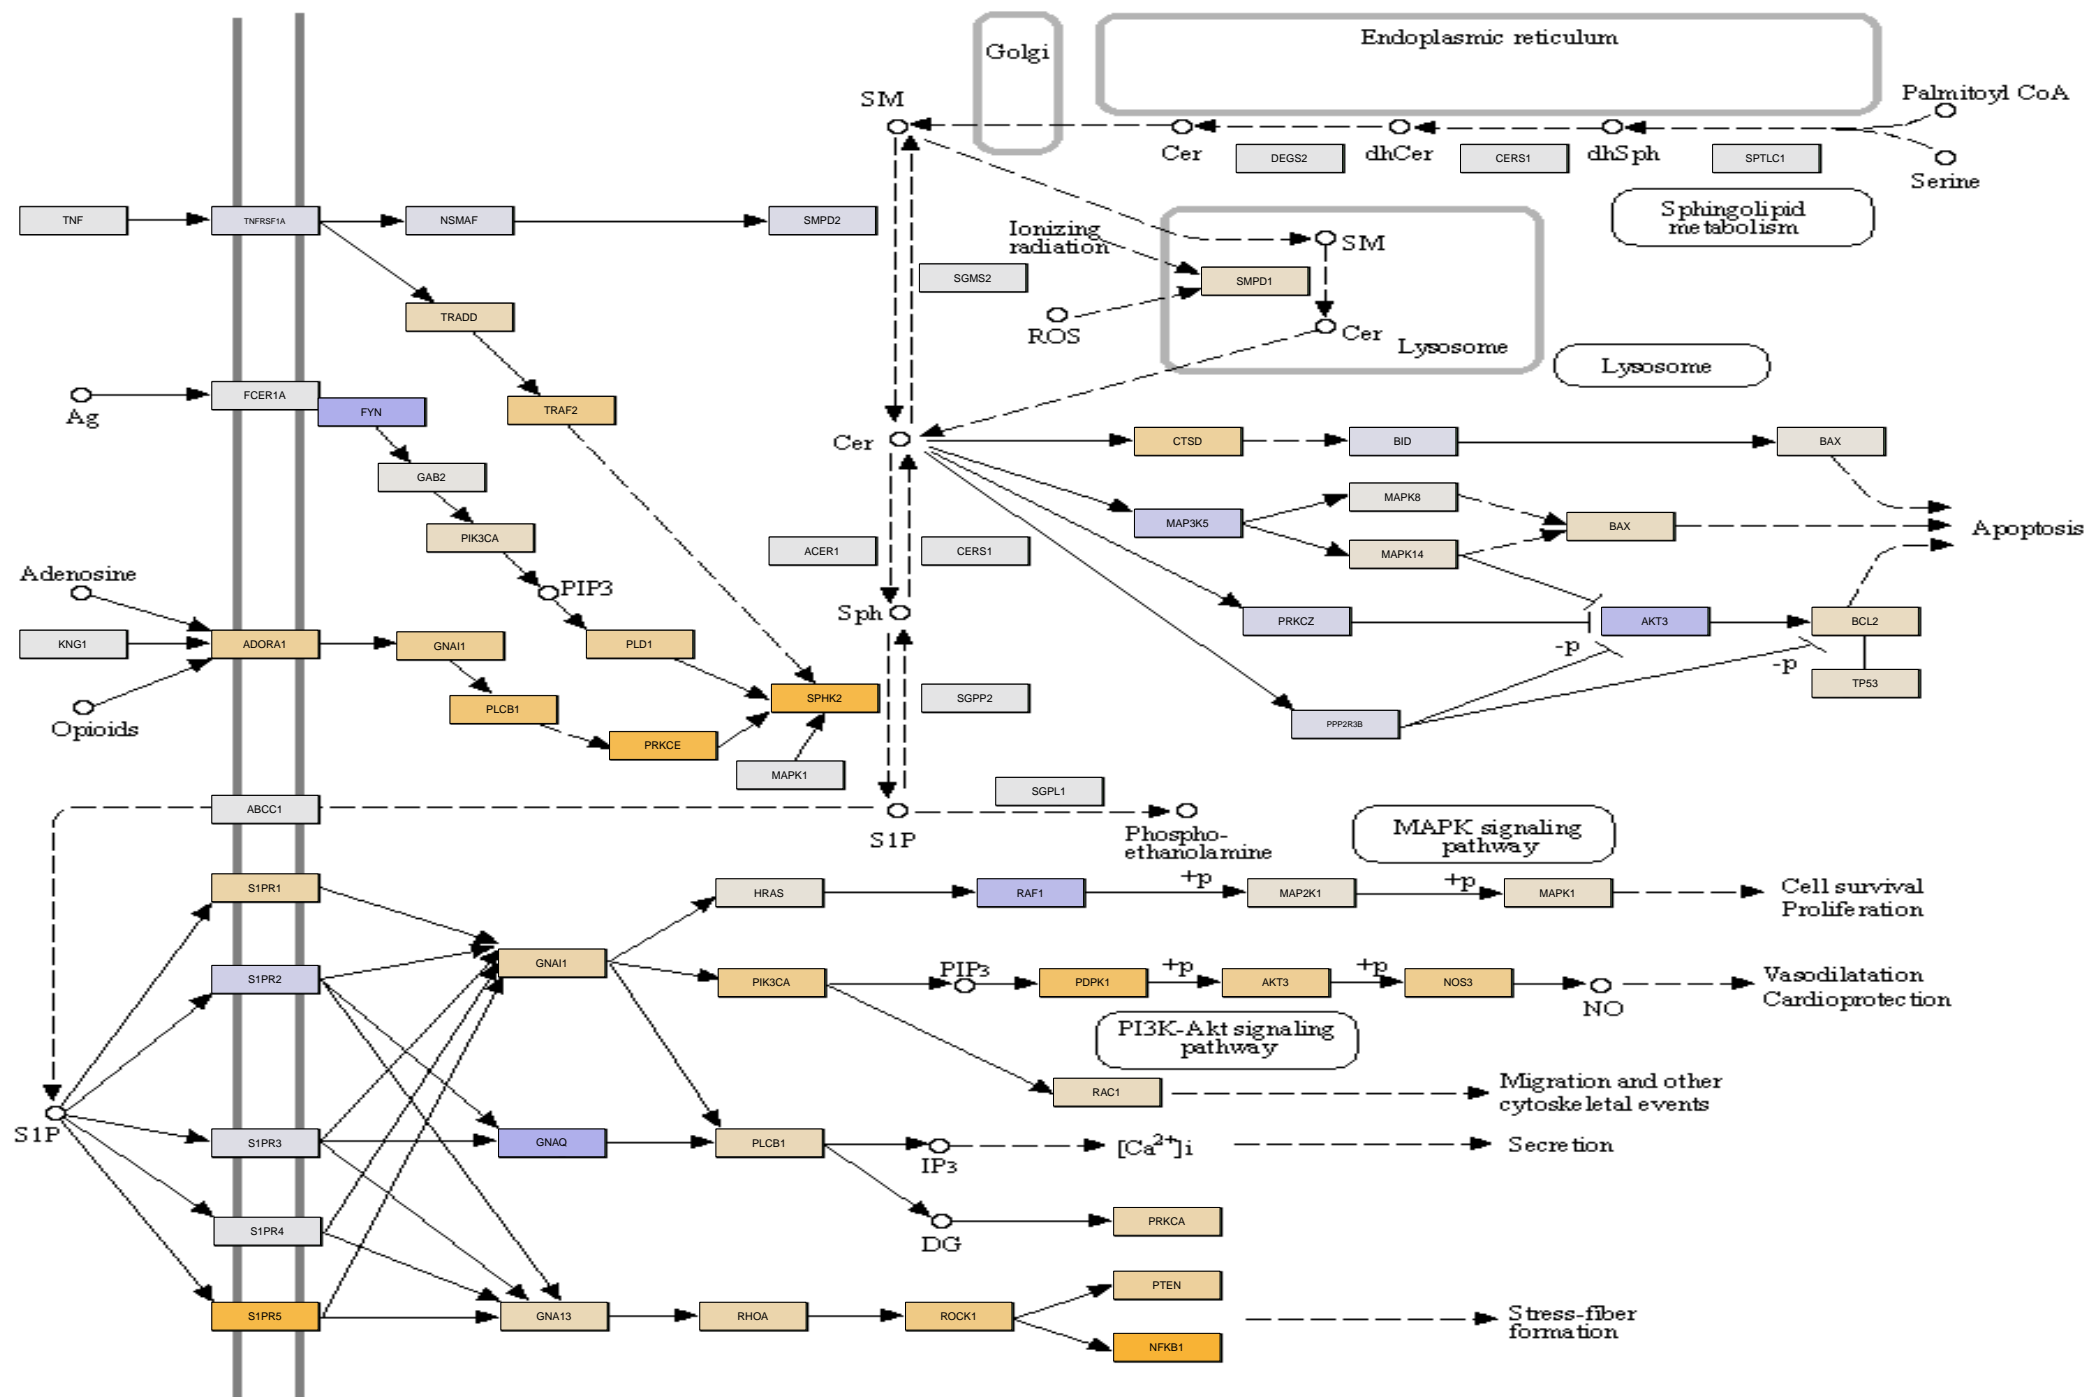 Golgi
Endoplasmic reticulum
SM
Palmitoyl CoA
Cer
DEGS2
dhCer
CERS1
dhSph
SPTLC1
Serine
Sphingolipid
metabolism
TNF
TNFRSF1A
NSMAF
SMPD2
Ionizing
radiation
SM
SGMS2
SMPD1
TRADD
ROS
Cer
Lysosome
Lysosome
FCER1A
Ag
FYN
TRAF2
Cer
CTSD
BID
BAX
GAB2
MAPK8
MAP3K5
BAX
Apoptosis
PIK3CA
ACER1
CERS1
MAPK14
Adenosine
PIP3
Sph
PRKCZ
AKT3
BCL2
KNG1
ADORA1
GNAI1
PLD1
-p
-p
TP53
Opioids
PLCB1
SPHK2
SGPP2
PPP2R3B
PRKCE
MAPK1
SGPL1
ABCC1
S1P
Phospho-
ethanolamine
MAPK signaling
pathway
S1PR1
HRAS
RAF1
+p
MAP2K1
+p
MAPK1
Cell survival
Proliferation
S1PR2
GNAI1
PIK3CA
PIP3
PDPK1
+p
AKT3
+p
NOS3
NO
Vasodilatation
Cardioprotection
PI3K-Akt signaling
pathway
RAC1
Migration and other
cytoskeletal events
S1P
S1PR3
GNAQ
PLCB1
IP3
[Ca2+]i
Secretion
S1PR4
DG
PRKCA
PTEN
S1PR5
GNA13
RHOA
ROCK1
Stress-fiber
formation
NFKB1